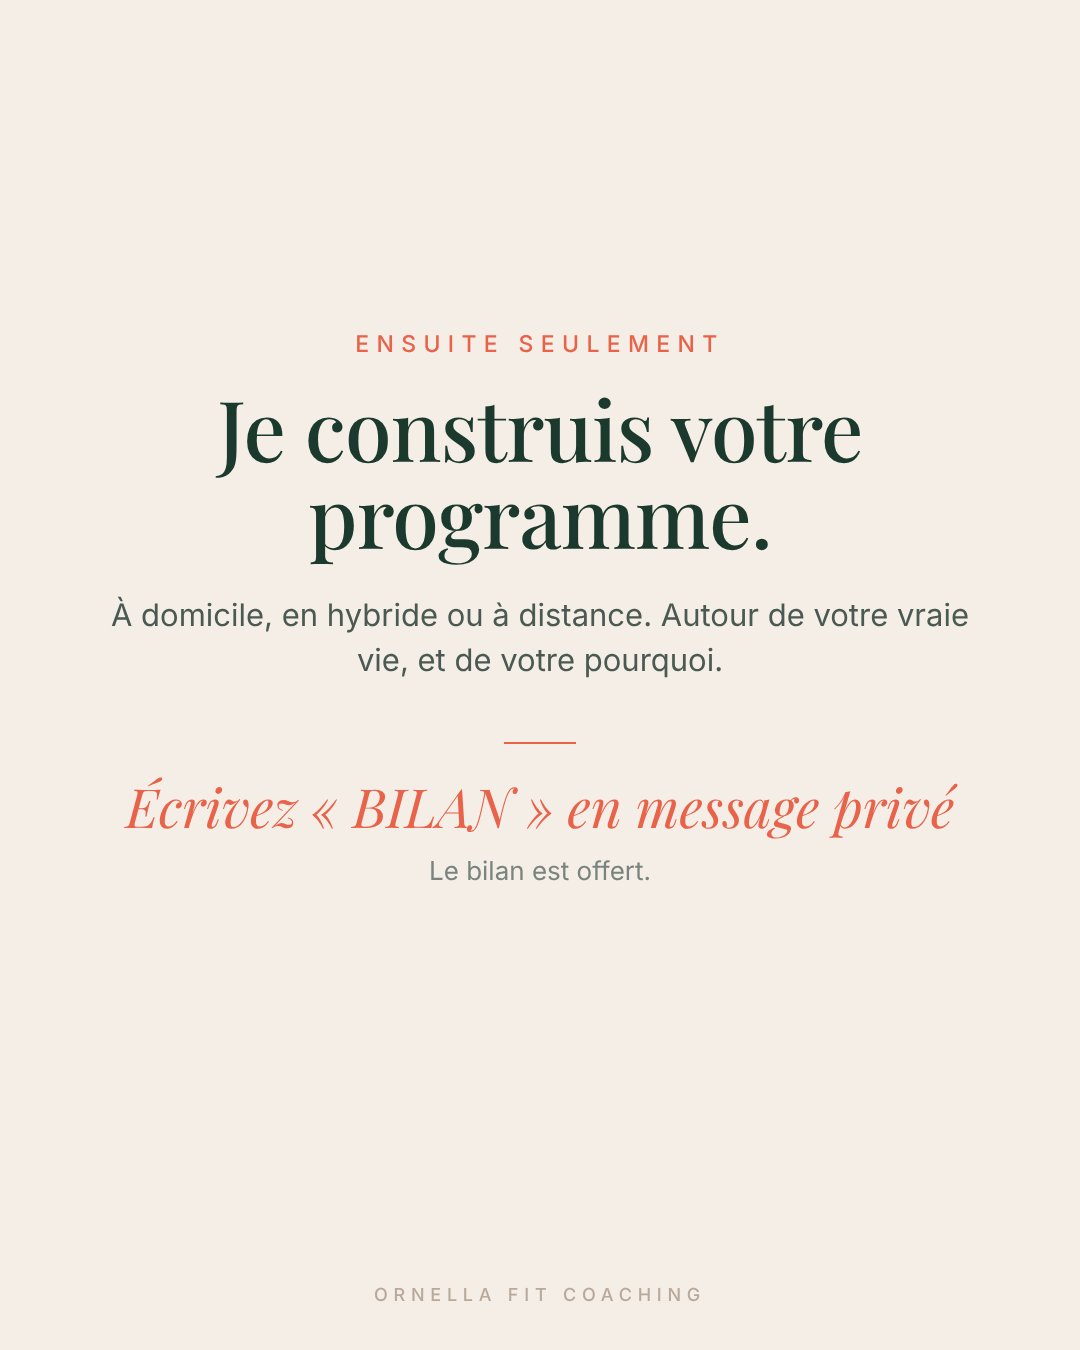 ENSUITE SEULEMENT
Je construis votre
programme.
À domicile, en hybride ou à distance. Autour de votre vraie
vie, et de votre pourquoi.
Écrivez « BILAN » en message privé
Le bilan est offert.
ORNELLA FIT COACHING